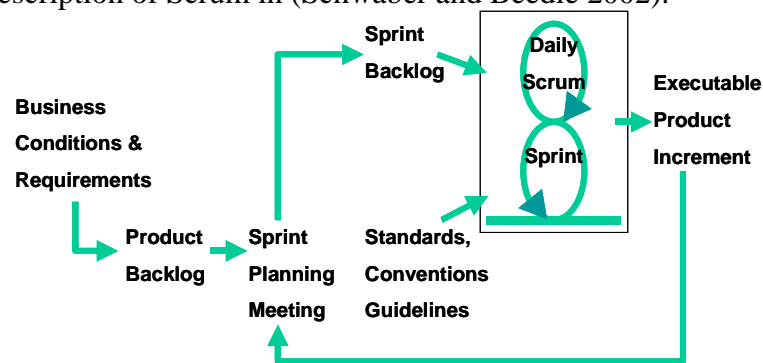 description of Scrum in (Schwaber and Beedle 2002).
Sprint
Backlog
Daily
Scrum
Sprint
Executable
Product
Increment
Business
Conditions &
Requirements
Product
Backlog
Sprint
Planning
Meeting
Standards,
Conventions
Guidelines